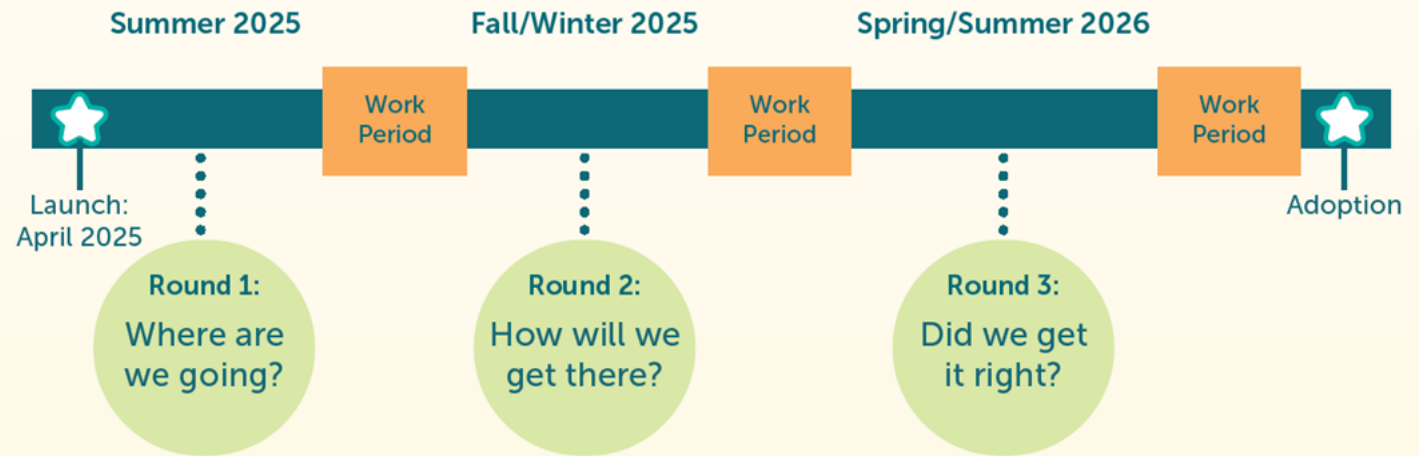 Summer 2025
Fall/Winter 2025
Spring/Summer 2026
Work
Period
Work
Period
Work
Period
Launch:
April 2025
Adoption
Round 1:
Where are
we going?
Round 2:
How will we
get there?
Round 3:
Did we get
it right?